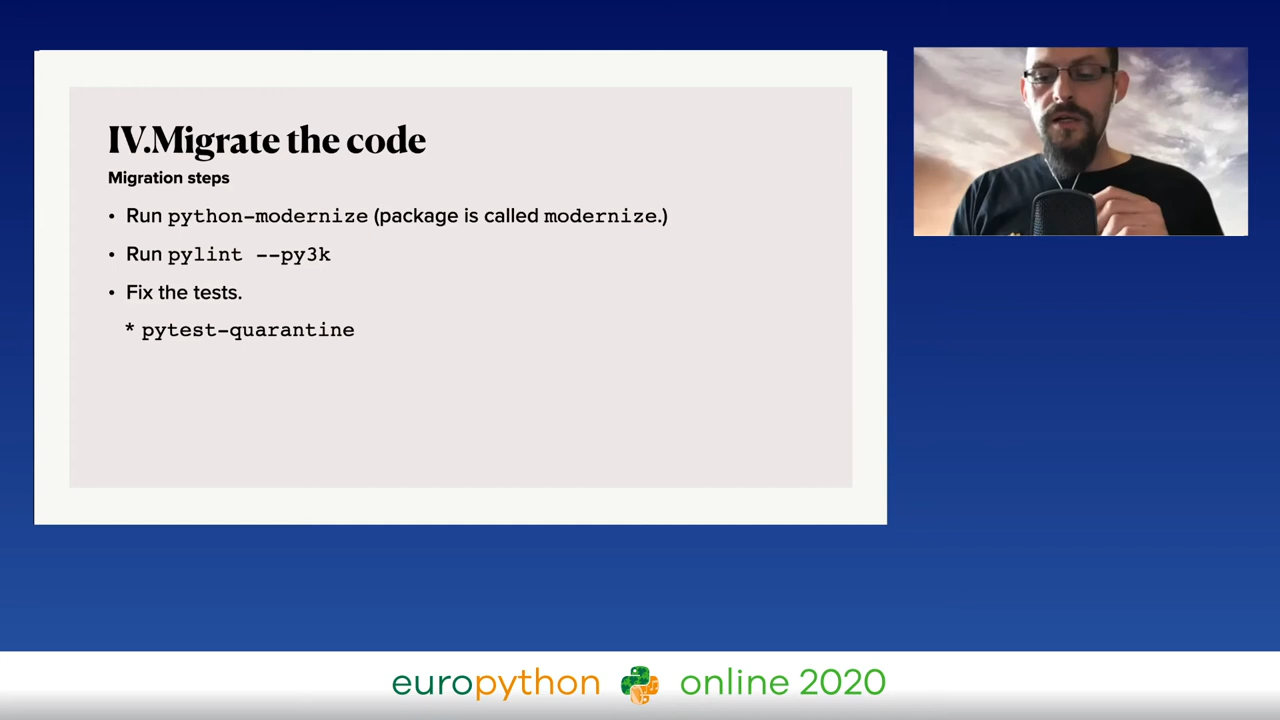 IV.Migrate the code
Migration steps
• Run python-modernize (package is called modernize.)
• Run pylint --py3k
• Fix the tests.
* pytest-quarantine
europython online 2020